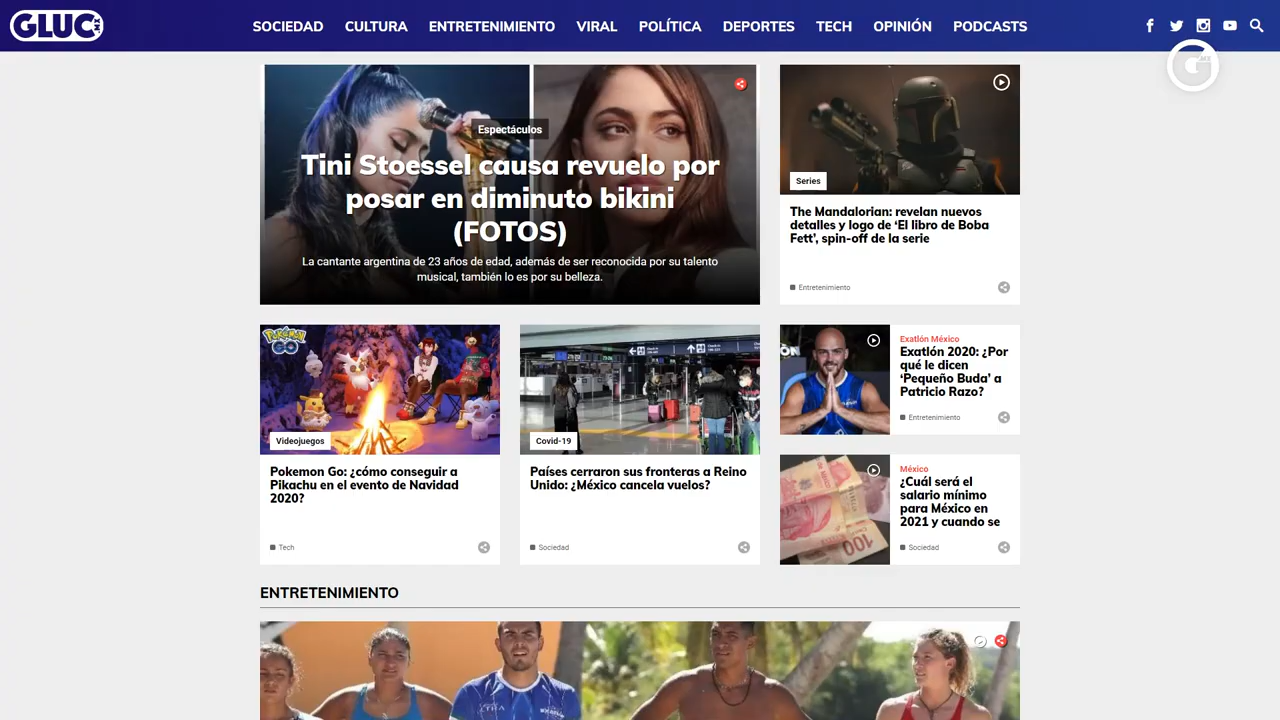 GLUC.MX
SOCIEDAD CULTURA ENTRETENIMIENTO VIRAL POLÍTICA DEPORTES TECH OPINIÓN PODCASTS
Espectáculos
Tini Stoessel causa revuelo por
posar en diminuto bikini
(FOTOS)
La cantante argentina de 23 años de edad, además de ser reconocida por su talento
musical, también lo es por su belleza.
Series
The Mandalorian: revelan nuevos
detalles y logo de ‘El libro de Boba
Fett’, spin-off de la serie
Entretenimiento
POKÉMON
GO
Videojuegos
Pokemon Go: ¿cómo conseguir a
Pikachu en el evento de Navidad
2020?
Tech
Covid-19
Países cerraron sus fronteras a Reino
Unido: ¿México cancela vuelos?
Sociedad
Exatlón México
Exatlón 2020: ¿Por
qué le dicen
‘Pequeño Buda’ a
Patricio Razo?
Entretenimiento
100
México
¿Cuál será el
salario mínimo
para México en
2021 y cuando se
Sociedad
ENTRETENIMIENTO